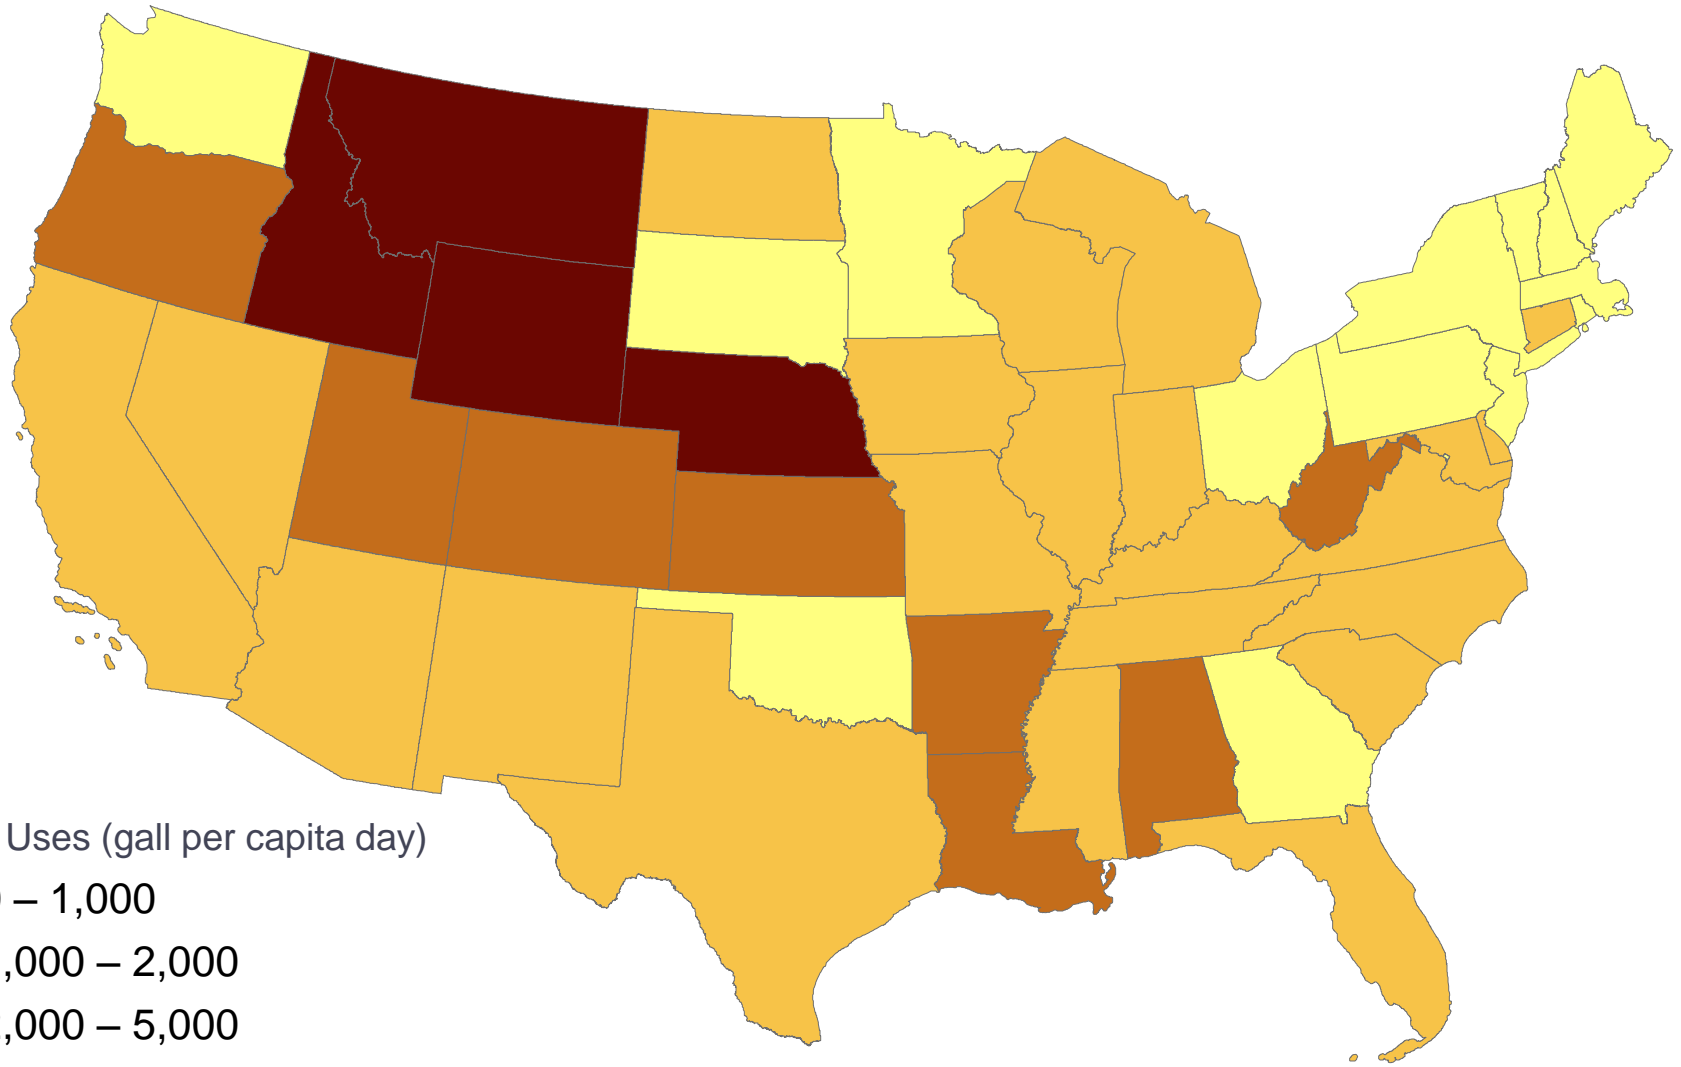 Uses (gall per capita day)
– 1,000
,000 – 2,000
,000 – 5,000